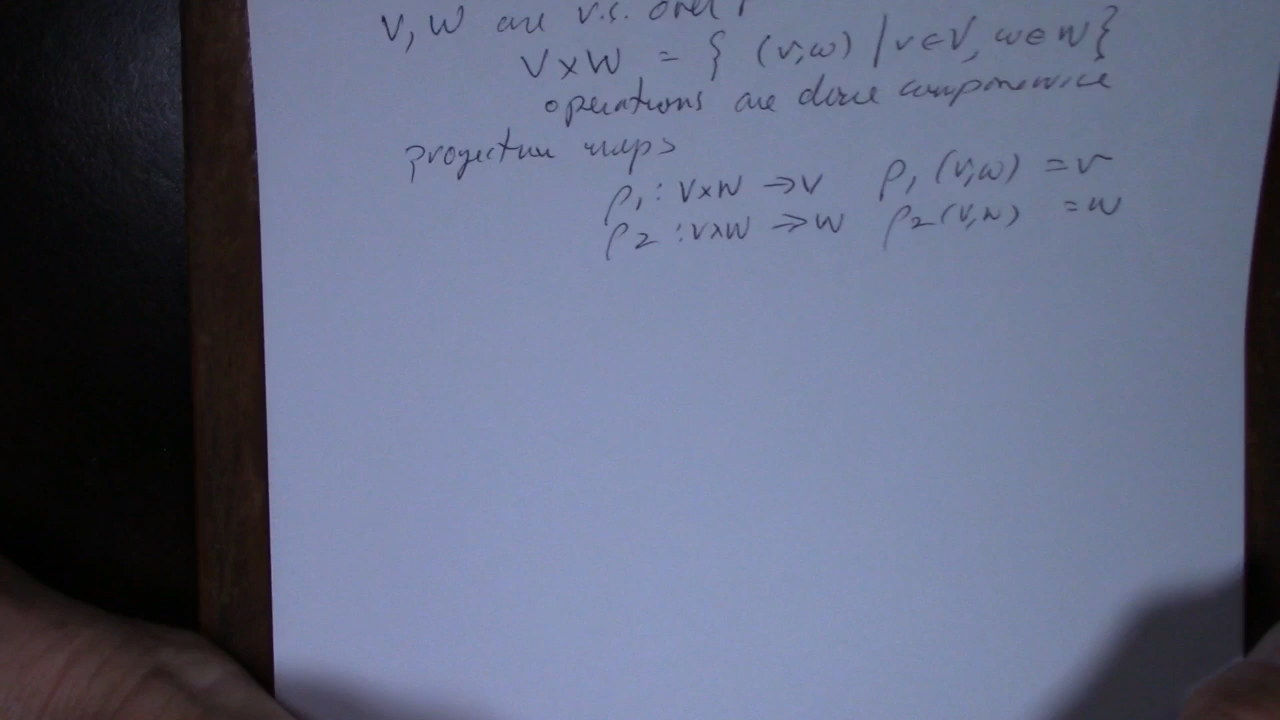 V, W are v.s. over F
V×W = { (v,w) | v∈V, w∈W}
operations are done componentwise
projection maps
ρ₁ : V×W → V ρ₁ (v,w) = v
ρ₂ : V×W → W ρ₂ (v,w) = w